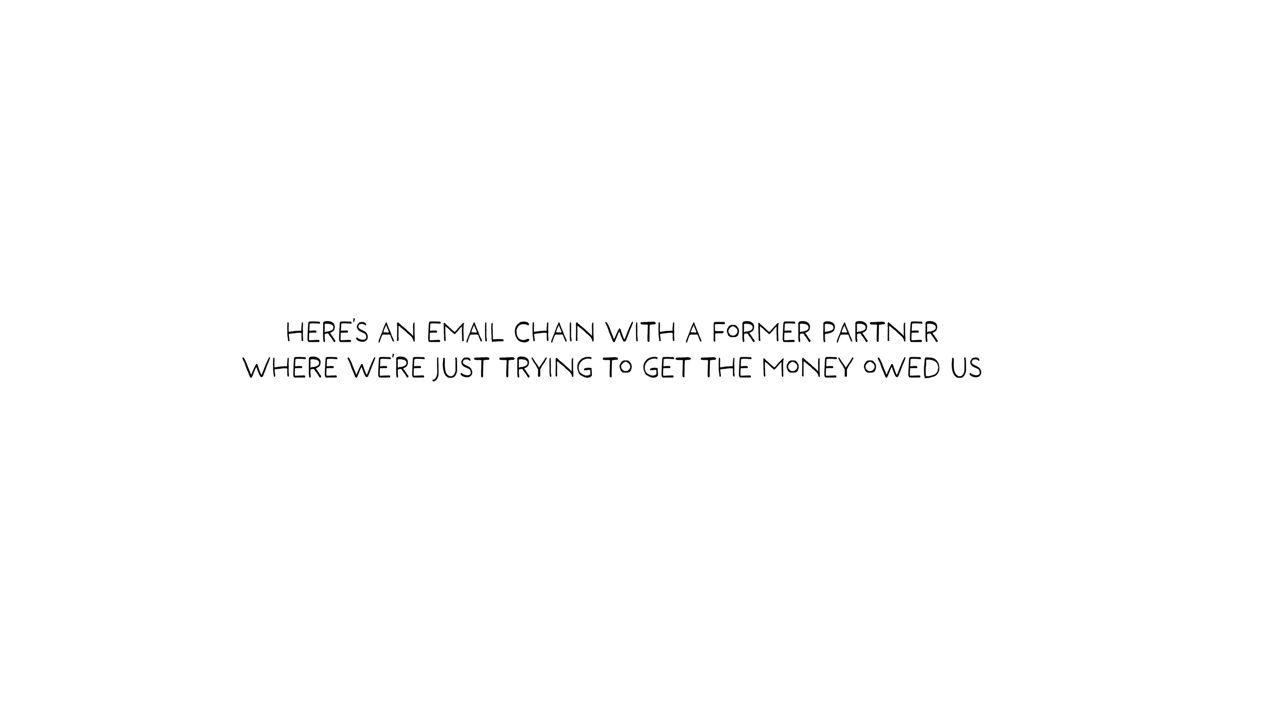 HERE'S AN EMAIL CHAIN WITH A FORMER PARTNER
WHERE WE'RE JUST TRYING TO GET THE MONEY OWED US